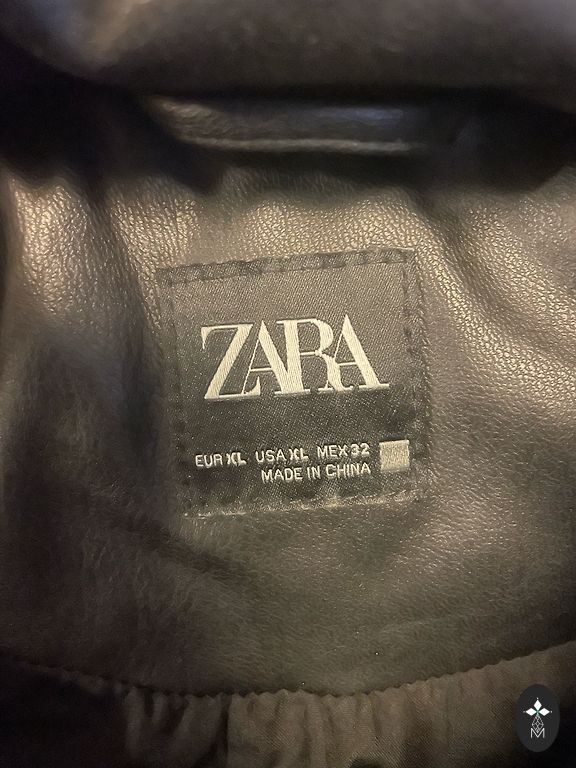 ZARA
EUR XL USA XL MEX 32
MADE IN CHINA
M